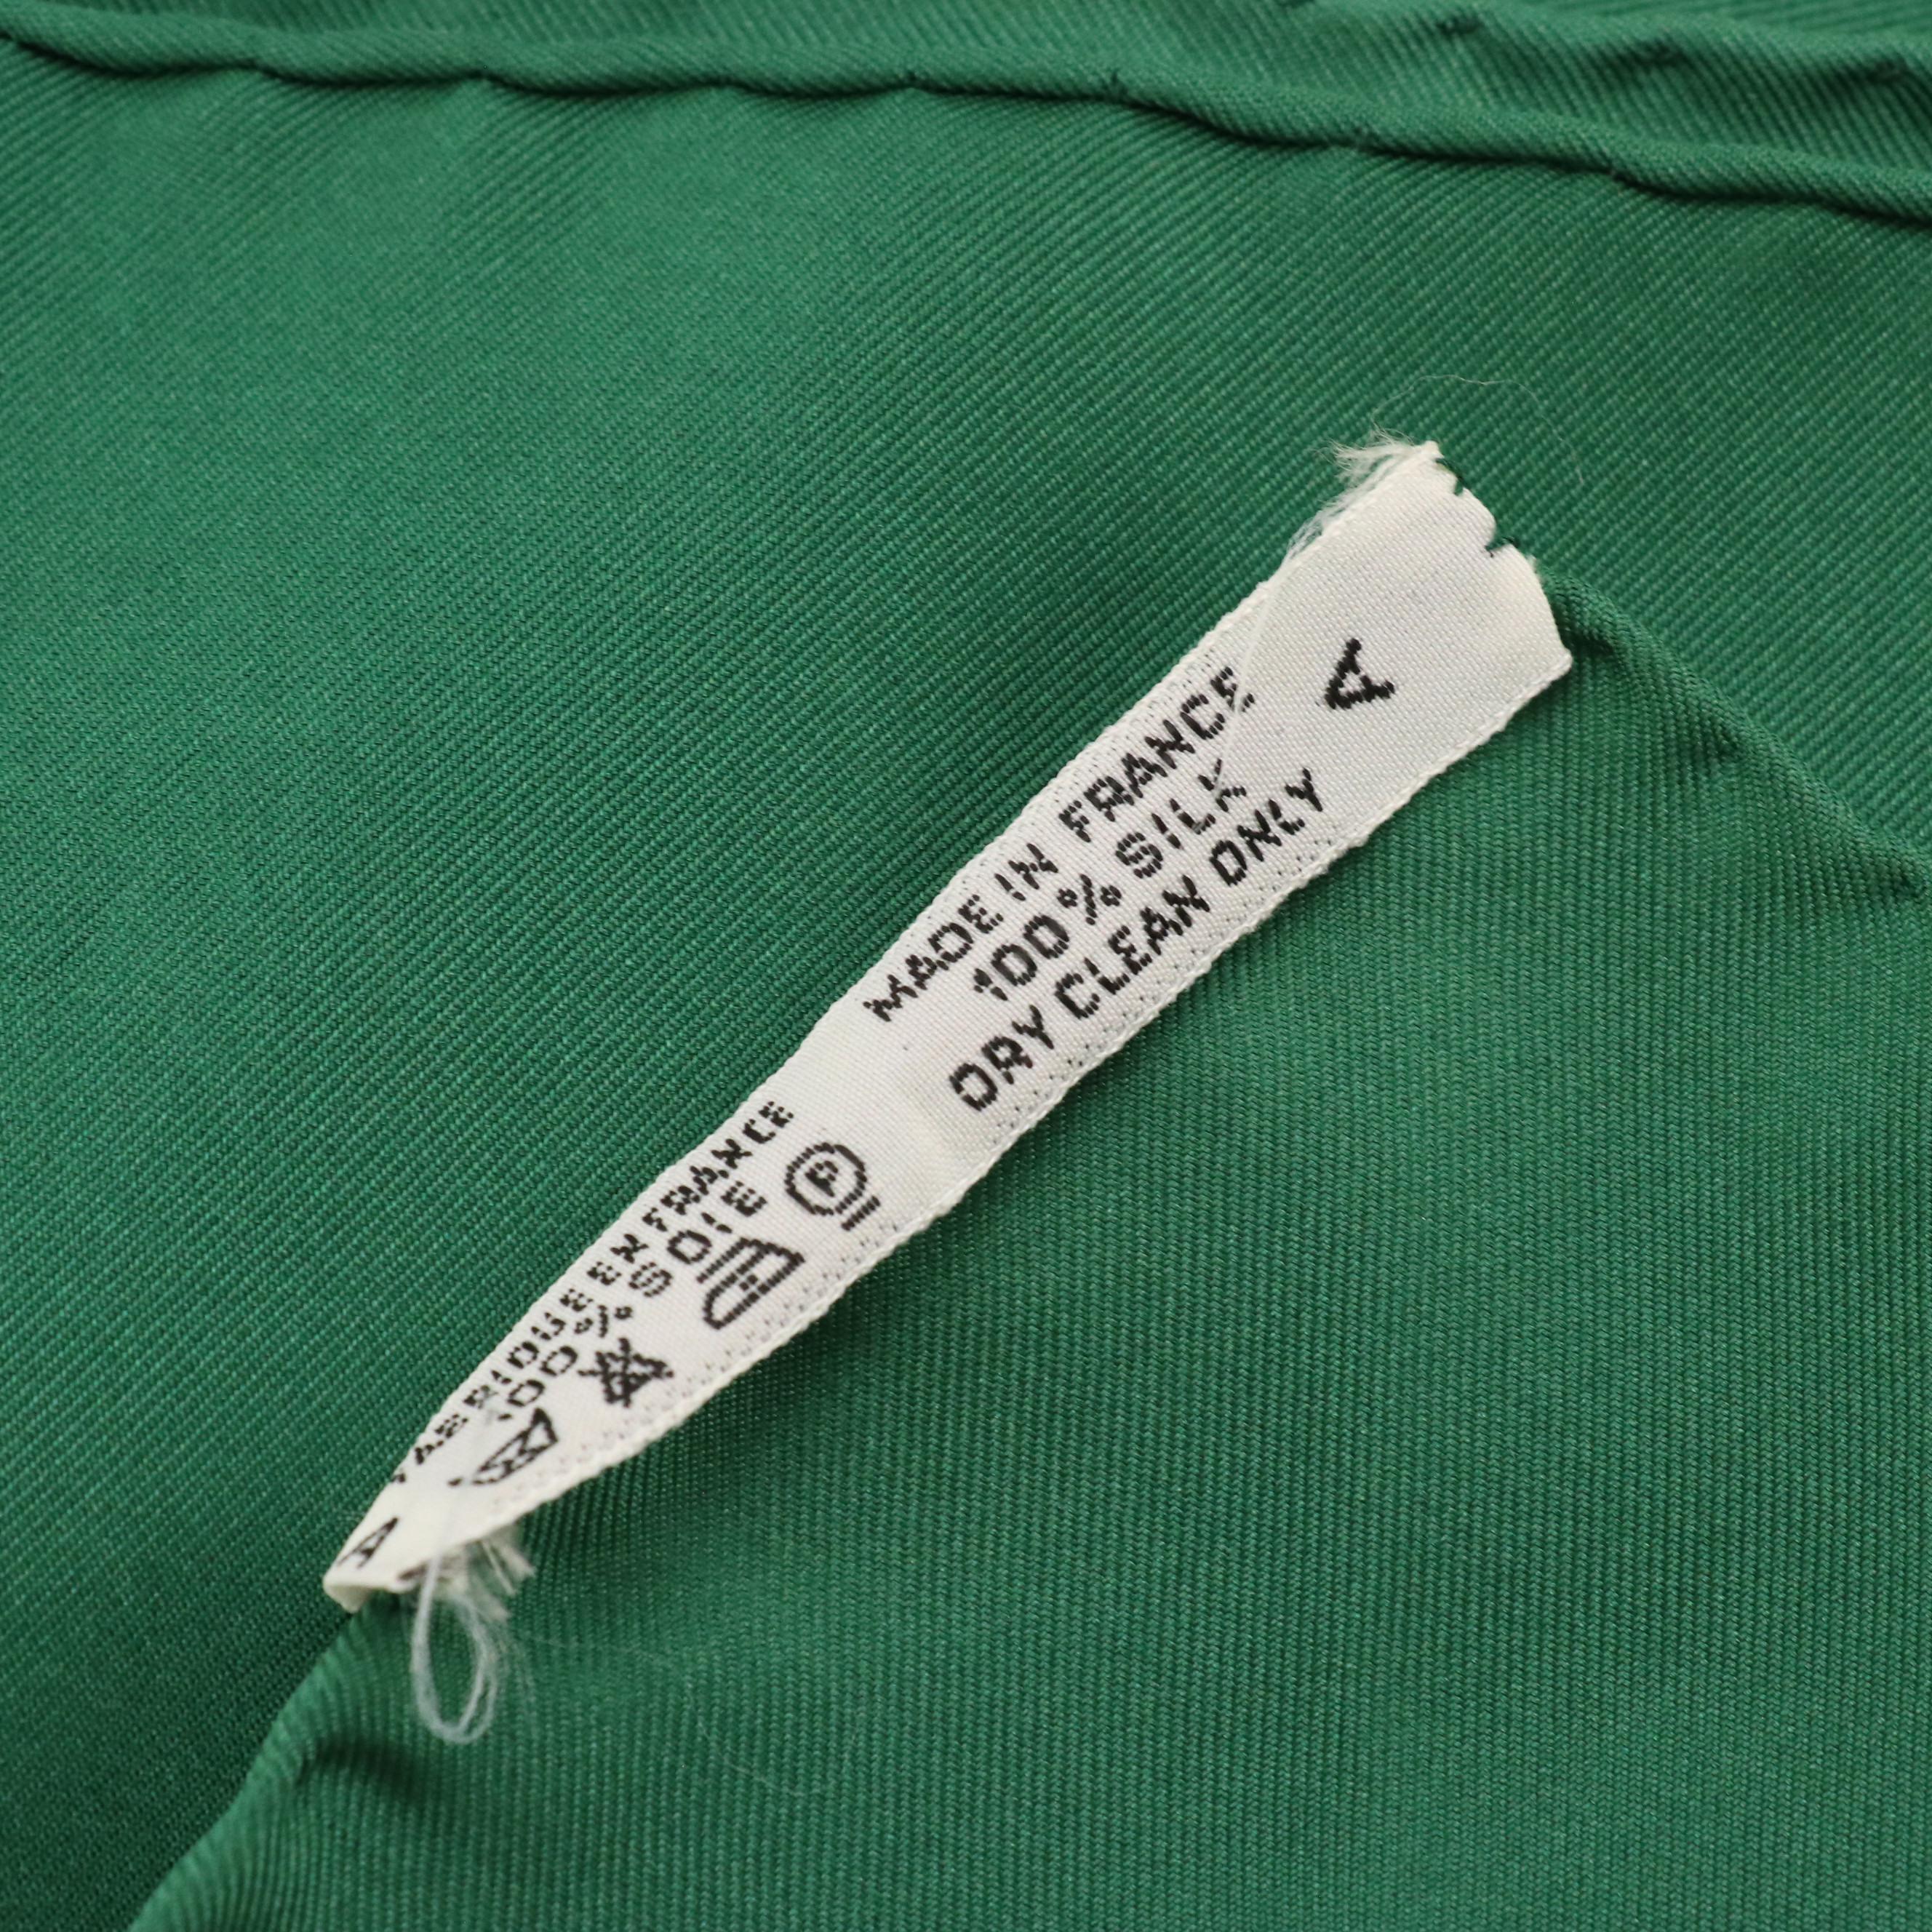 A
FABRIQUE EN FRANCE
100% SOIE
P
MADE IN FRANCE
100% SILK
DRY CLEAN ONLY
A